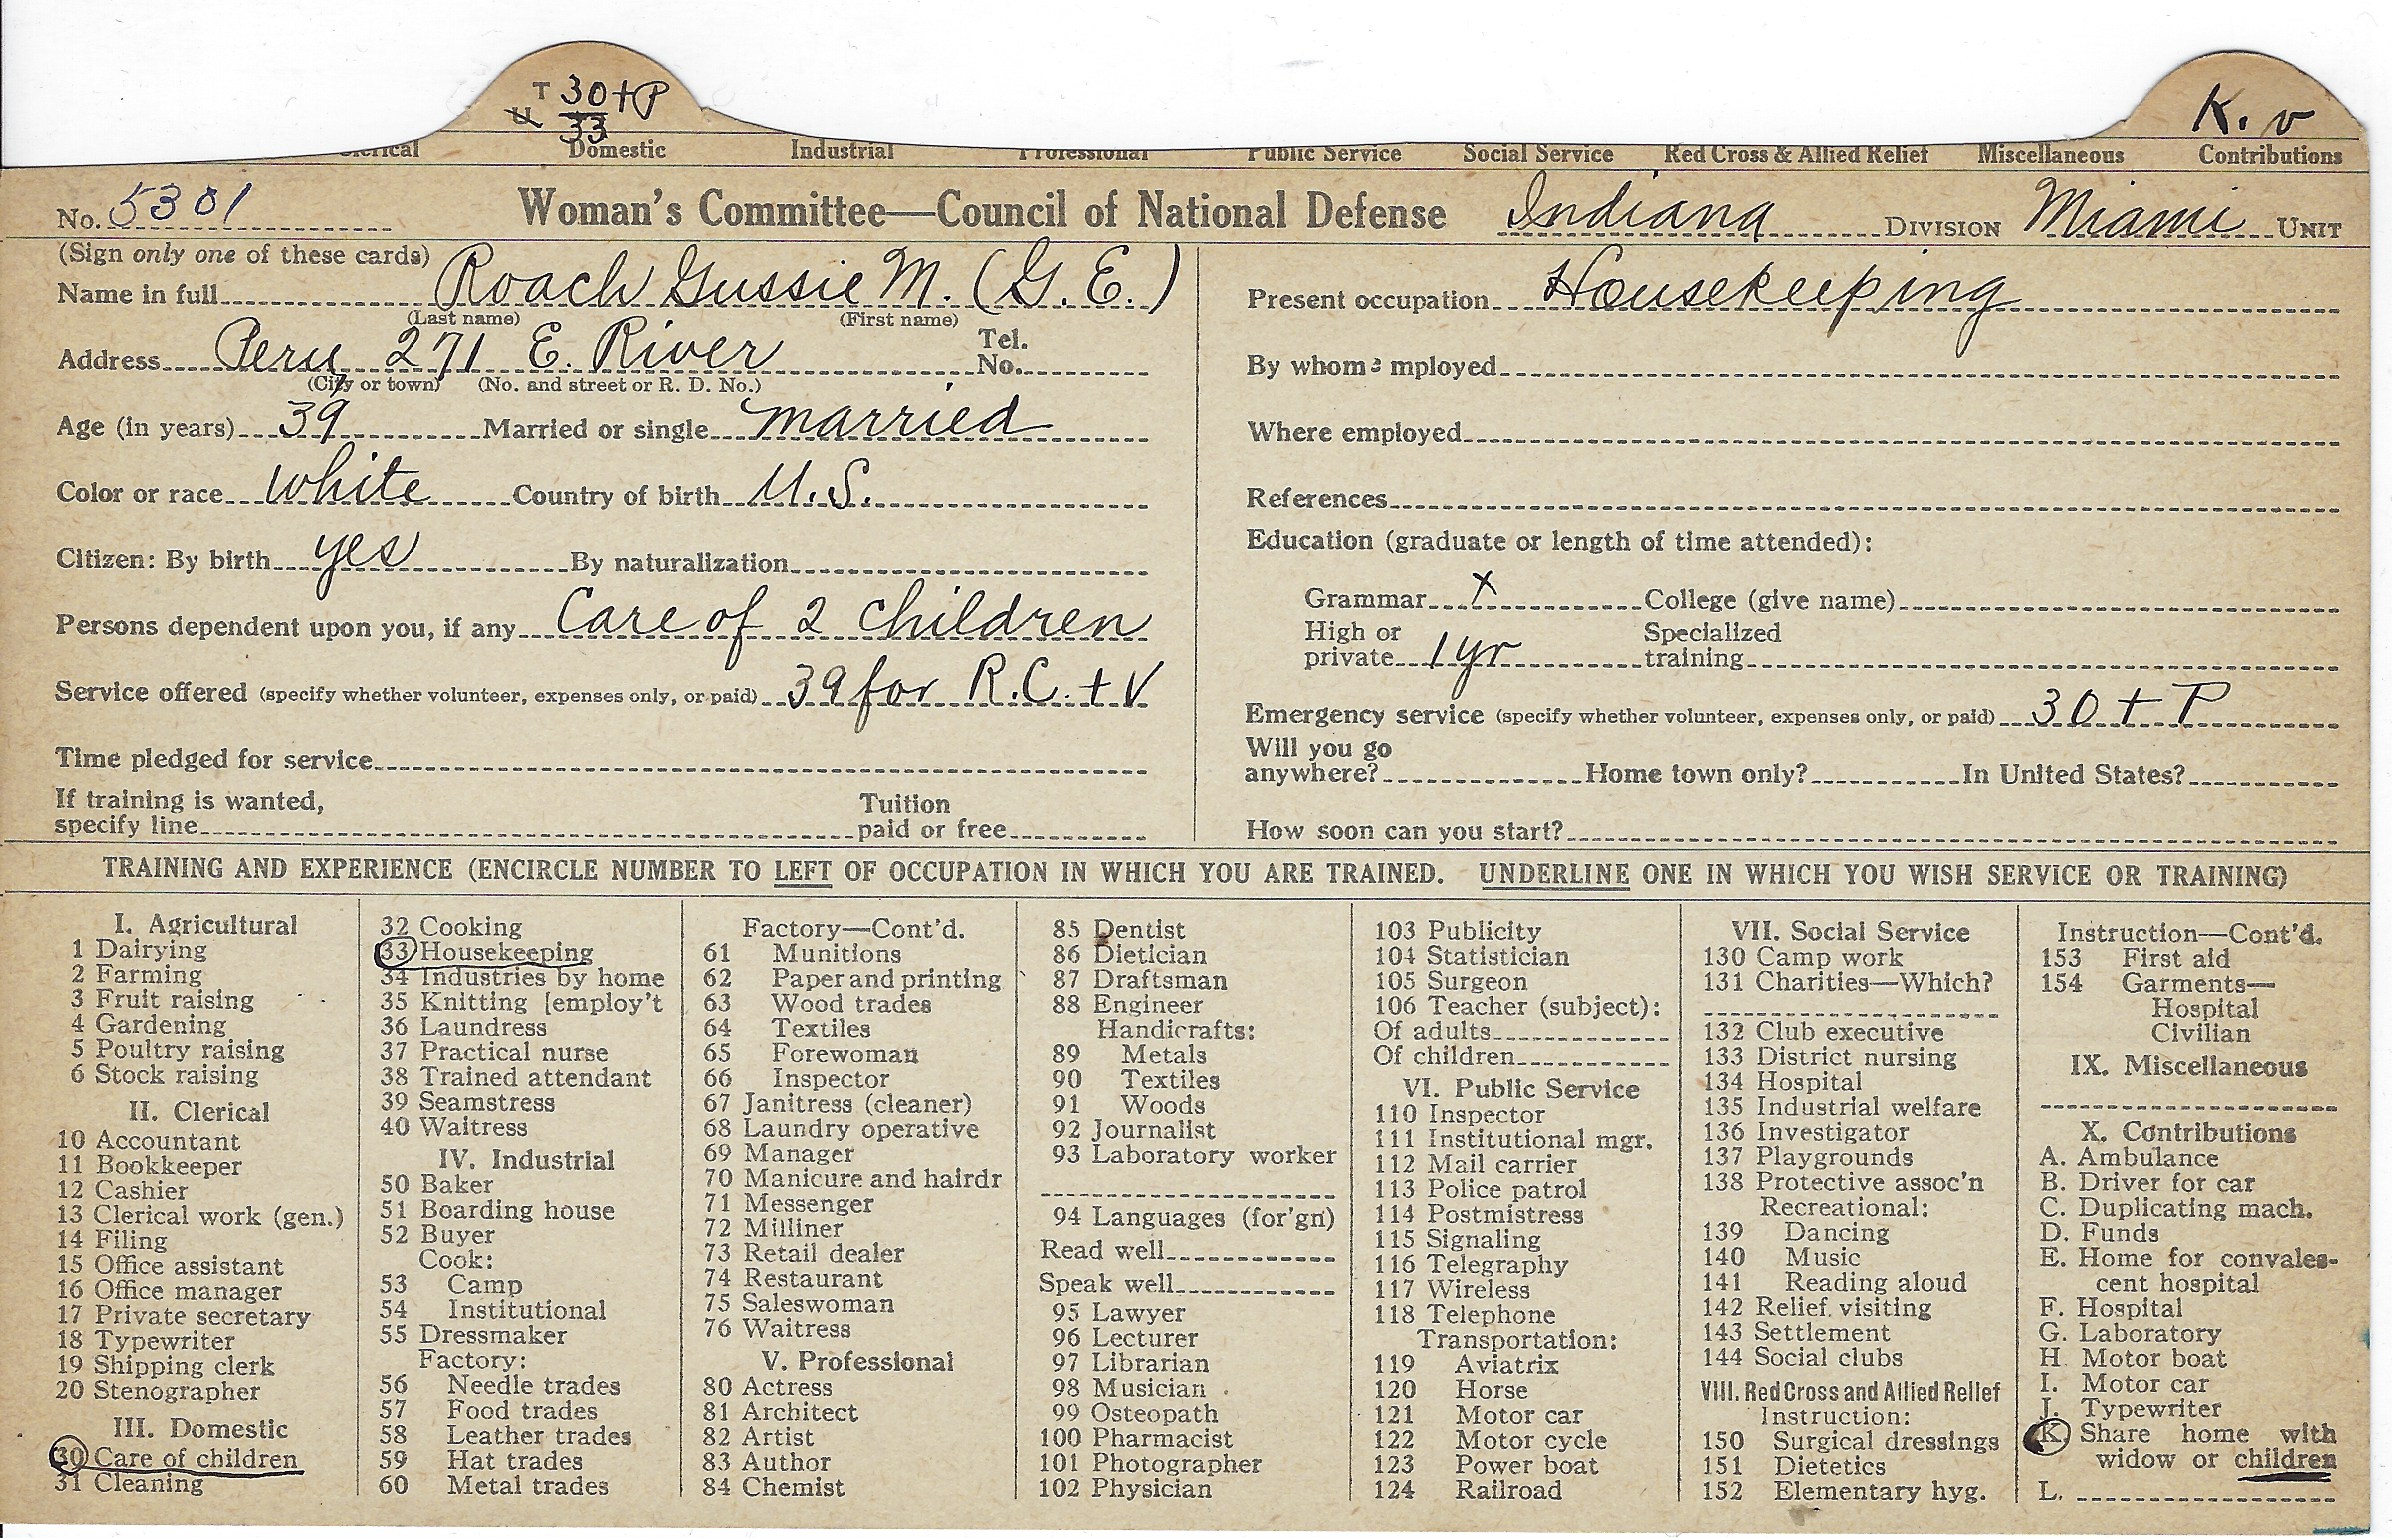 T 30 + P
U 33
K. v
Clerical Domestic Industrial Professional Public Service Social Service Red Cross & Allied Relief Miscellaneous Contributions
No. 5301 Woman's Committee—Council of National Defense Indiana DIVISION Miami UNIT
(Sign only one of these cards)
Name in full Roach Gussie M. (G. E.)
(Last name) (First name)
Address Peru, 271 E. River Tel. No.
(City or town) (No. and street or R. D. No.)
Age (in years) 39 Married or single married
Color or race white Country of birth U.S.
Citizen: By birth yes By naturalization
Persons dependent upon you, if any Care of 2 children
Service offered (specify whether volunteer, expenses only, or paid) 39 for R.C. + V
Time pledged for service
If training is wanted,
specify line Tuition paid or free
Present occupation Housekeeping
By whom employed
Where employed
References
Education (graduate or length of time attended):
Grammar x College (give name)
High or private 1 yr Specialized training
Emergency service (specify whether volunteer, expenses only, or paid) 30 + P
Will you go
anywhere? Home town only? In United States?
How soon can you start?
TRAINING AND EXPERIENCE (ENCIRCLE NUMBER TO LEFT OF OCCUPATION IN WHICH YOU ARE TRAINED. UNDERLINE ONE IN WHICH YOU WISH SERVICE OR TRAINING)
I. Agricultural
1 Dairying
2 Farming
3 Fruit raising
4 Gardening
5 Poultry raising
6 Stock raising
II. Clerical
10 Accountant
11 Bookkeeper
12 Cashier
13 Clerical work (gen.)
14 Filing
15 Office assistant
16 Office manager
17 Private secretary
18 Typewriter
19 Shipping clerk
20 Stenographer
III. Domestic
30 Care of children
31 Cleaning
32 Cooking
33 Housekeeping
34 Industries by home
35 Knitting [employ't
36 Laundress
37 Practical nurse
38 Trained attendant
39 Seamstress
40 Waitress
IV. Industrial
50 Baker
51 Boarding house
52 Buyer
Cook:
53 Camp
54 Institutional
55 Dressmaker
Factory:
56 Needle trades
57 Food trades
58 Leather trades
59 Hat trades
60 Metal trades
Factory—Cont'd.
61 Munitions
62 Paper and printing
63 Wood trades
64 Textiles
65 Forewoman
66 Inspector
67 Janitress (cleaner)
68 Laundry operative
69 Manager
70 Manicure and hairdr
71 Messenger
72 Milliner
73 Retail dealer
74 Restaurant
75 Saleswoman
76 Waitress
V. Professional
80 Actress
81 Architect
82 Artist
83 Author
84 Chemist
85 Dentist
86 Dietician
87 Draftsman
88 Engineer
Handicrafts:
89 Metals
90 Textiles
91 Woods
92 Journalist
93 Laboratory worker
94 Languages (for'gn)
Read well
Speak well
95 Lawyer
96 Lecturer
97 Librarian
98 Musician
99 Osteopath
100 Pharmacist
101 Photographer
102 Physician
103 Publicity
104 Statistician
105 Surgeon
106 Teacher (subject):
Of adults
Of children
VI. Public Service
110 Inspector
111 Institutional mgr.
112 Mail carrier
113 Police patrol
114 Postmistress
115 Signaling
116 Telegraphy
117 Wireless
118 Telephone
Transportation:
119 Aviatrix
120 Horse
121 Motor car
122 Motor cycle
123 Power boat
124 Railroad
VII. Social Service
130 Camp work
131 Charities—Which?
132 Club executive
133 District nursing
134 Hospital
135 Industrial welfare
136 Investigator
137 Playgrounds
138 Protective assoc'n
Recreational:
139 Dancing
140 Music
141 Reading aloud
142 Relief visiting
143 Settlement
144 Social clubs
VIII. Red Cross and Allied Relief
Instruction:
150 Surgical dressings
151 Dietetics
152 Elementary hyg.
Instruction—Cont'd.
153 First aid
154 Garments—
Hospital
Civilian
IX. Miscellaneous
X. Contributions
A. Ambulance
B. Driver for car
C. Duplicating mach.
D. Funds
E. Home for convales-
cent hospital
F. Hospital
G. Laboratory
H Motor boat
I. Motor car
J. Typewriter
K Share home with
widow or children
L.